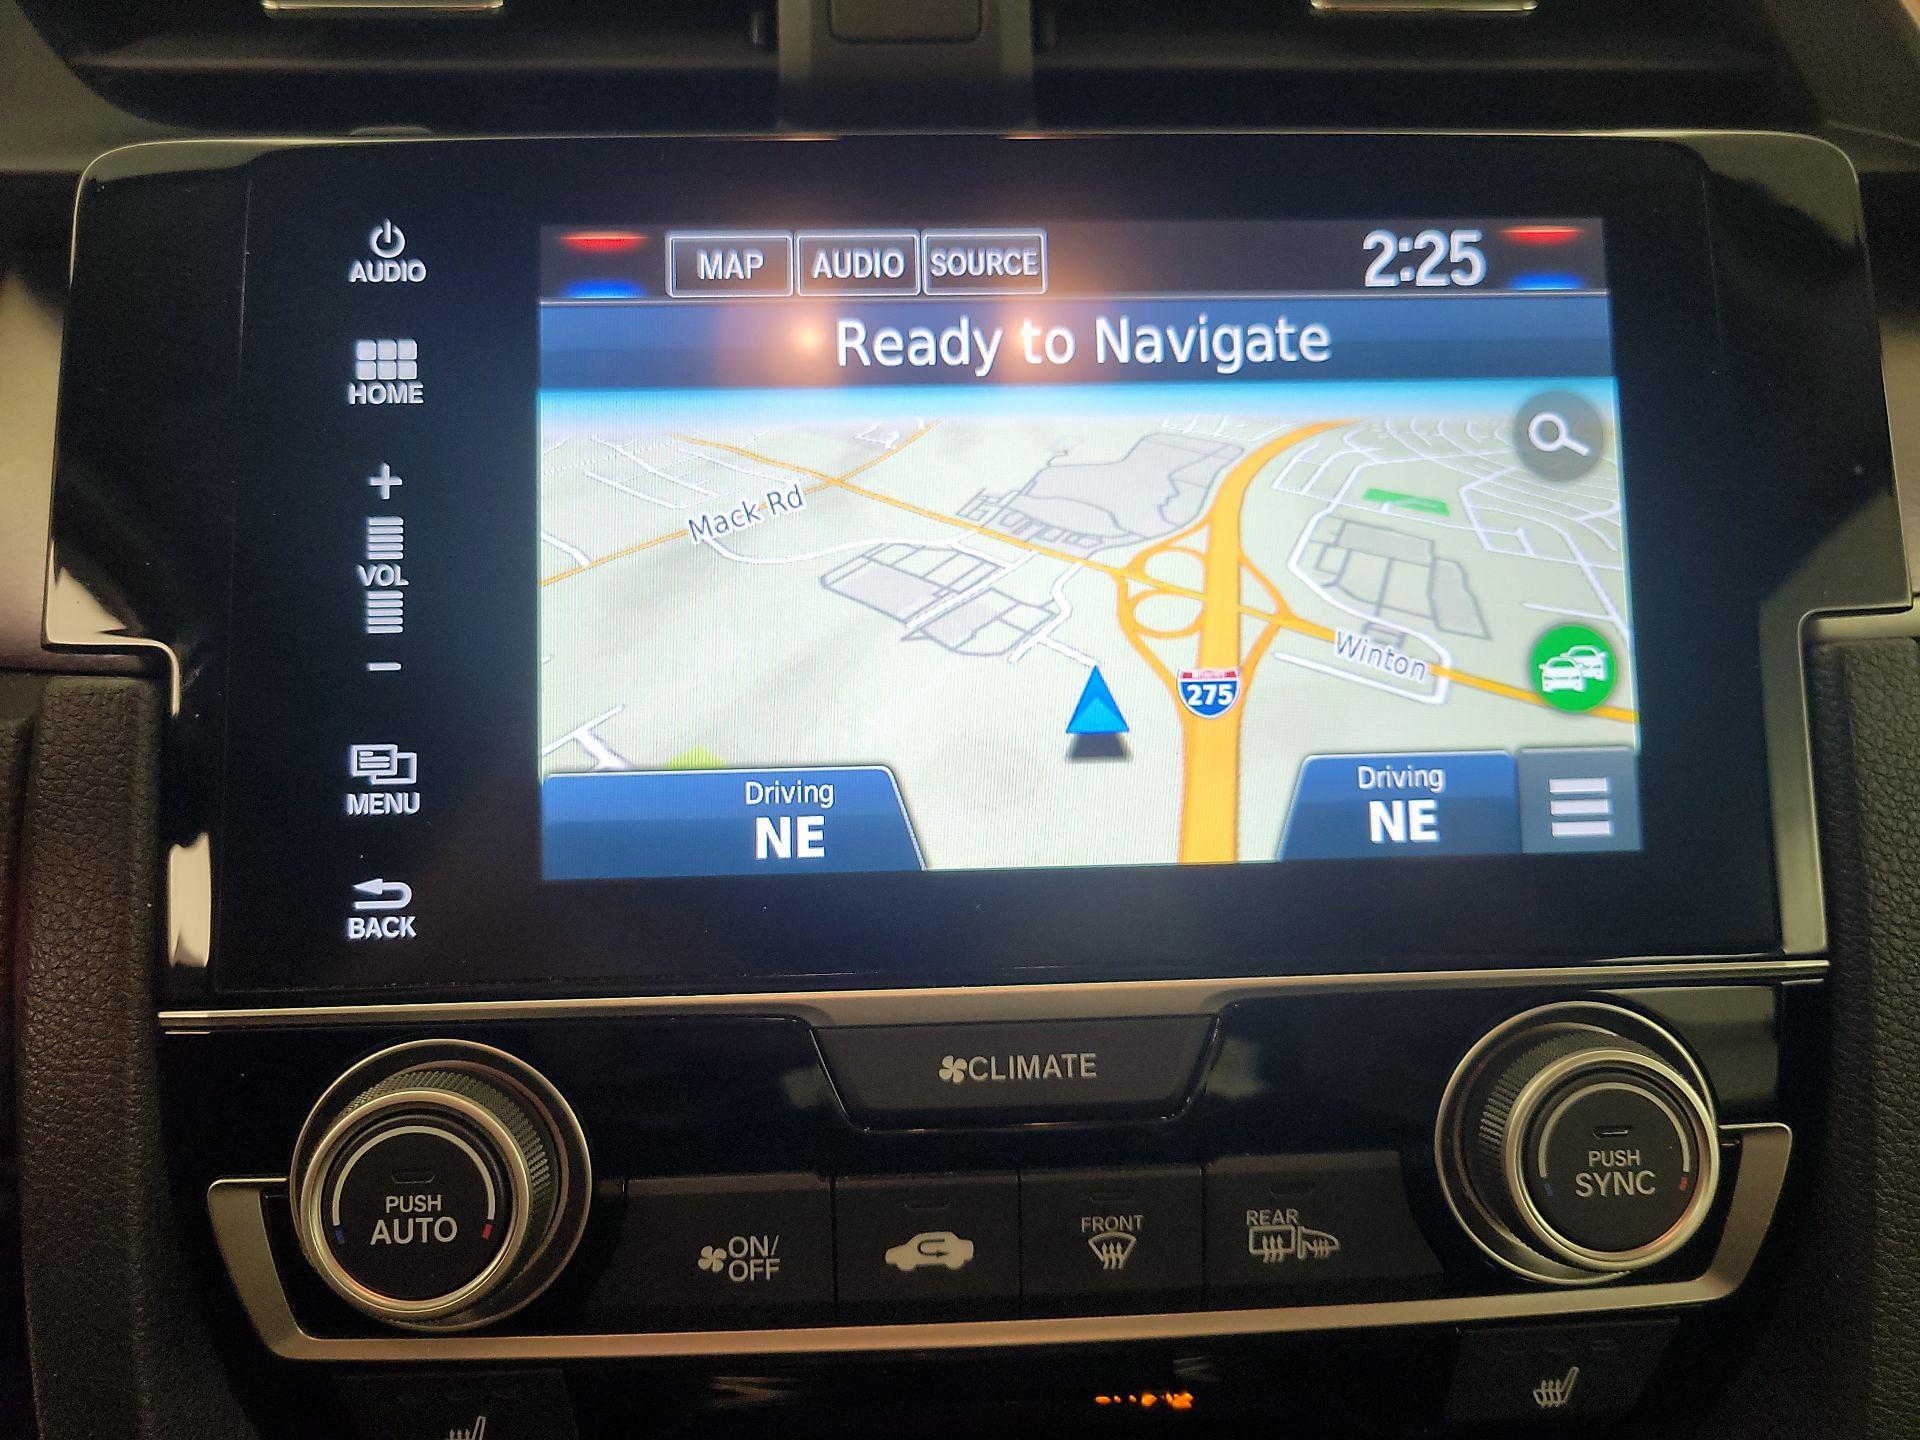 MAP AUDIO SOURCE 2:25
AUDIO
Ready to Navigate
HOME
+
Mack Rd
VOL
-
Winton
275
MENU
Driving
NE
Driving
NE
BACK
CLIMATE
PUSH
AUTO
ON/
OFF
FRONT
REAR
PUSH
SYNC